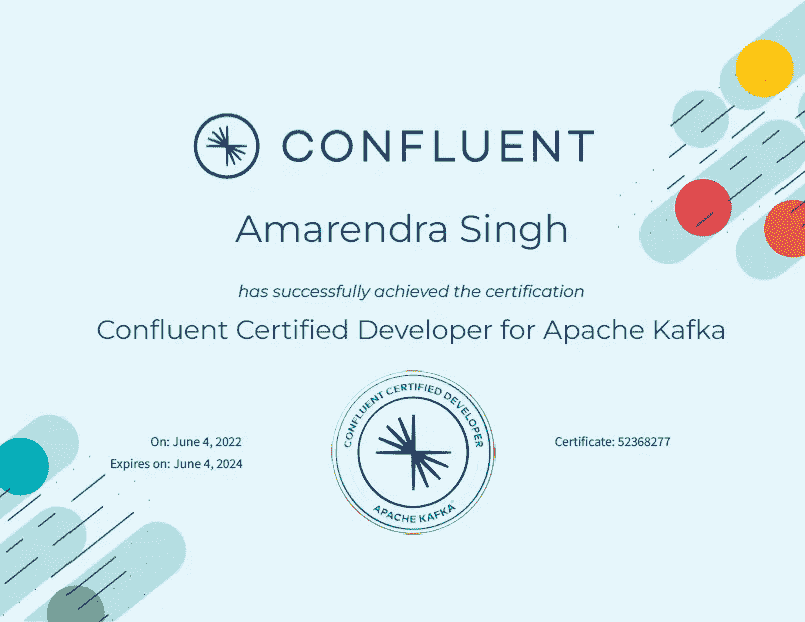 CONFLUENT
Amarendra Singh
has successfully achieved the certification
Confluent Certified Developer for Apache Kafka
CONFLUENT CERTIFIED DEVELOPER
APACHE KAFKA
On: June 4, 2022
Expires on: June 4, 2024
Certificate: 52368277